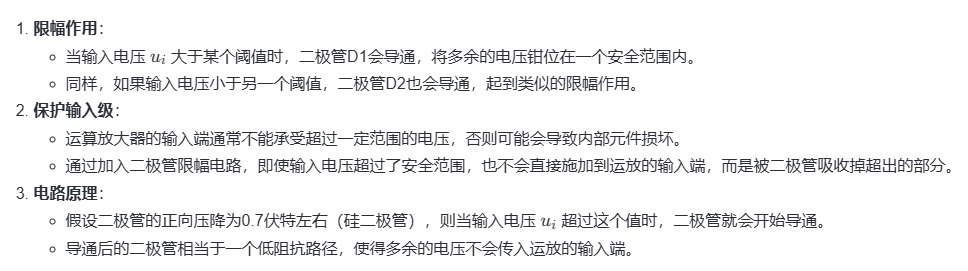 1. 限幅作用：
◦ 当输入电压 u_i 大于某个阈值时，二极管D1会导通，将多余的电压钳位在一个安全范围内。
◦ 同样，如果输入电压小于另一个阈值，二极管D2也会导通，起到类似的限幅作用。
2. 保护输入级：
◦ 运算放大器的输入端通常不能承受超过一定范围的电压，否则可能会导致内部元件损坏。
◦ 通过加入二极管限幅电路，即使输入电压超过了安全范围，也不会直接施加到运放的输入端，而是被二极管吸收掉超出的部分。
3. 电路原理：
◦ 假设二极管的正向压降为0.7伏特左右（硅二极管），则当输入电压 u_i 超过这个值时，二极管就会开始导通。
◦ 导通后的二极管相当于一个低阻抗路径，使得多余的电压不会传入运放的输入端。